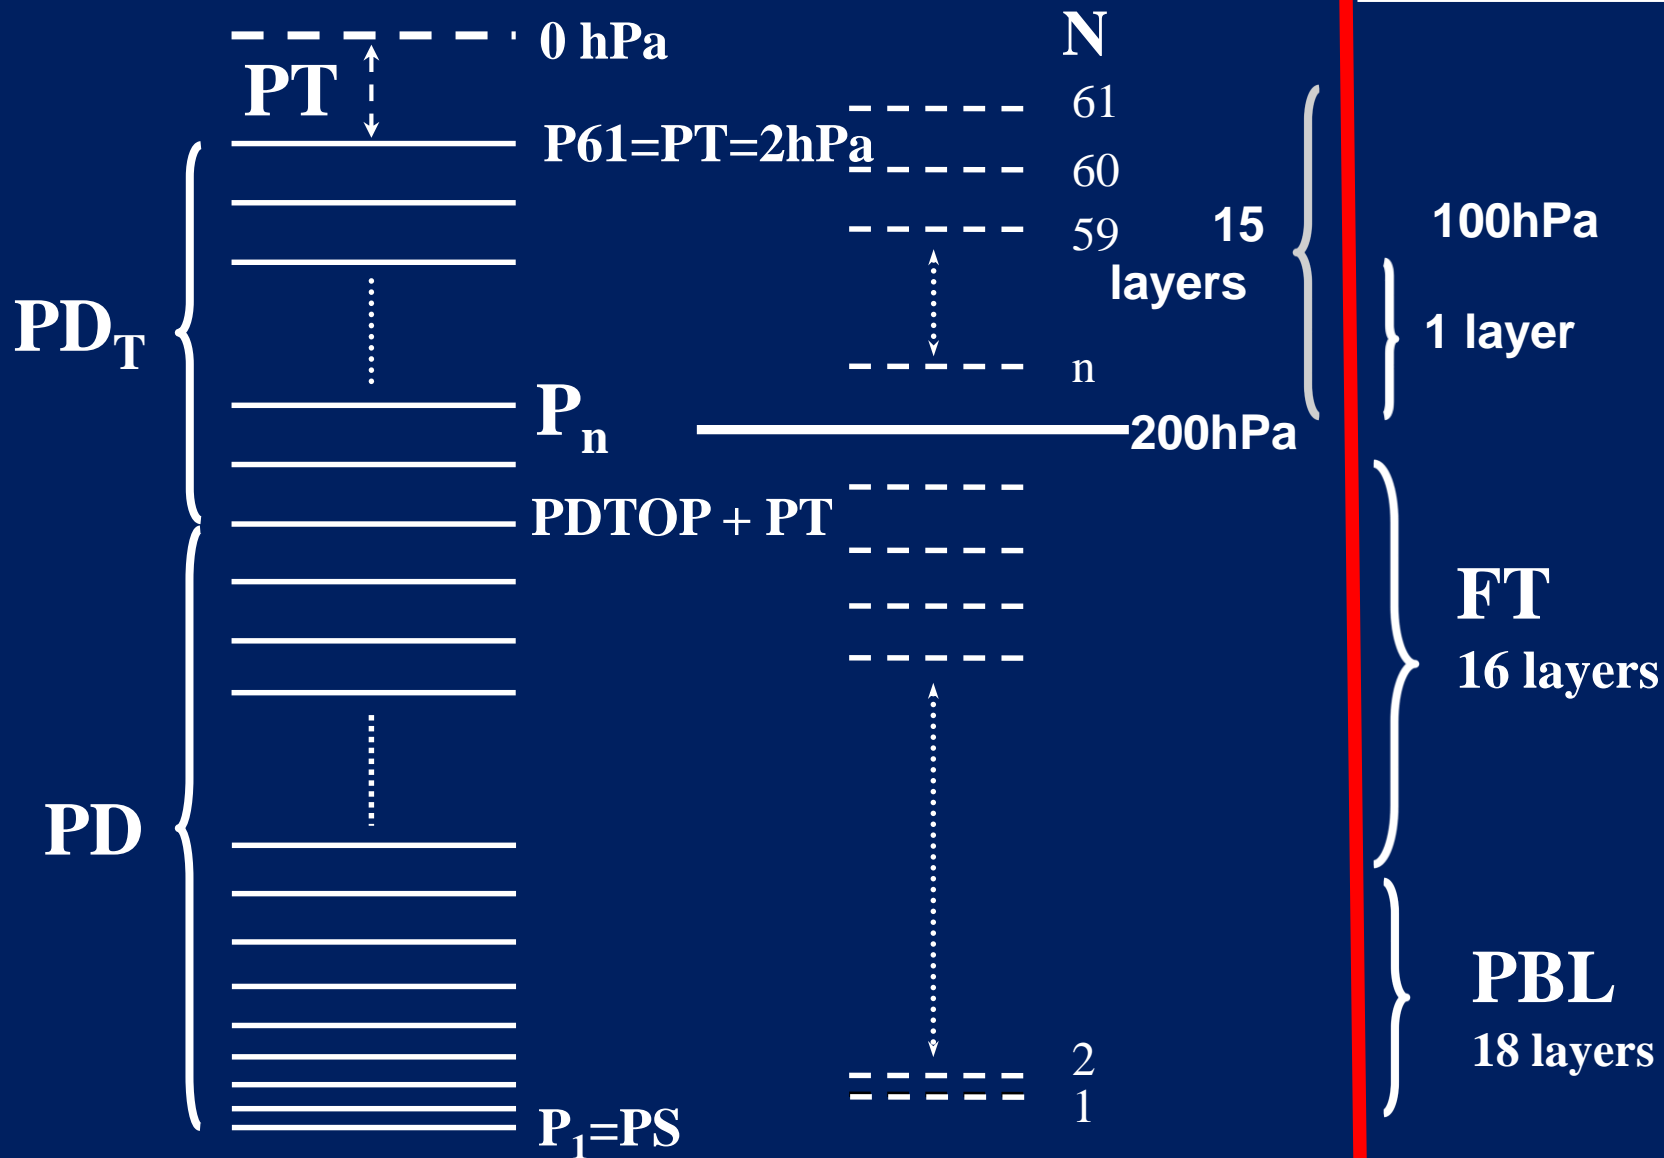 0 hPa
PT
P61=PT=2hPa
PD_T
P_n
PDTOP + PT
PD
P_1=PS
N
61
60
59
n
200hPa
2
1
15
layers
100hPa
1 layer
FT
16 layers
PBL
18 layers